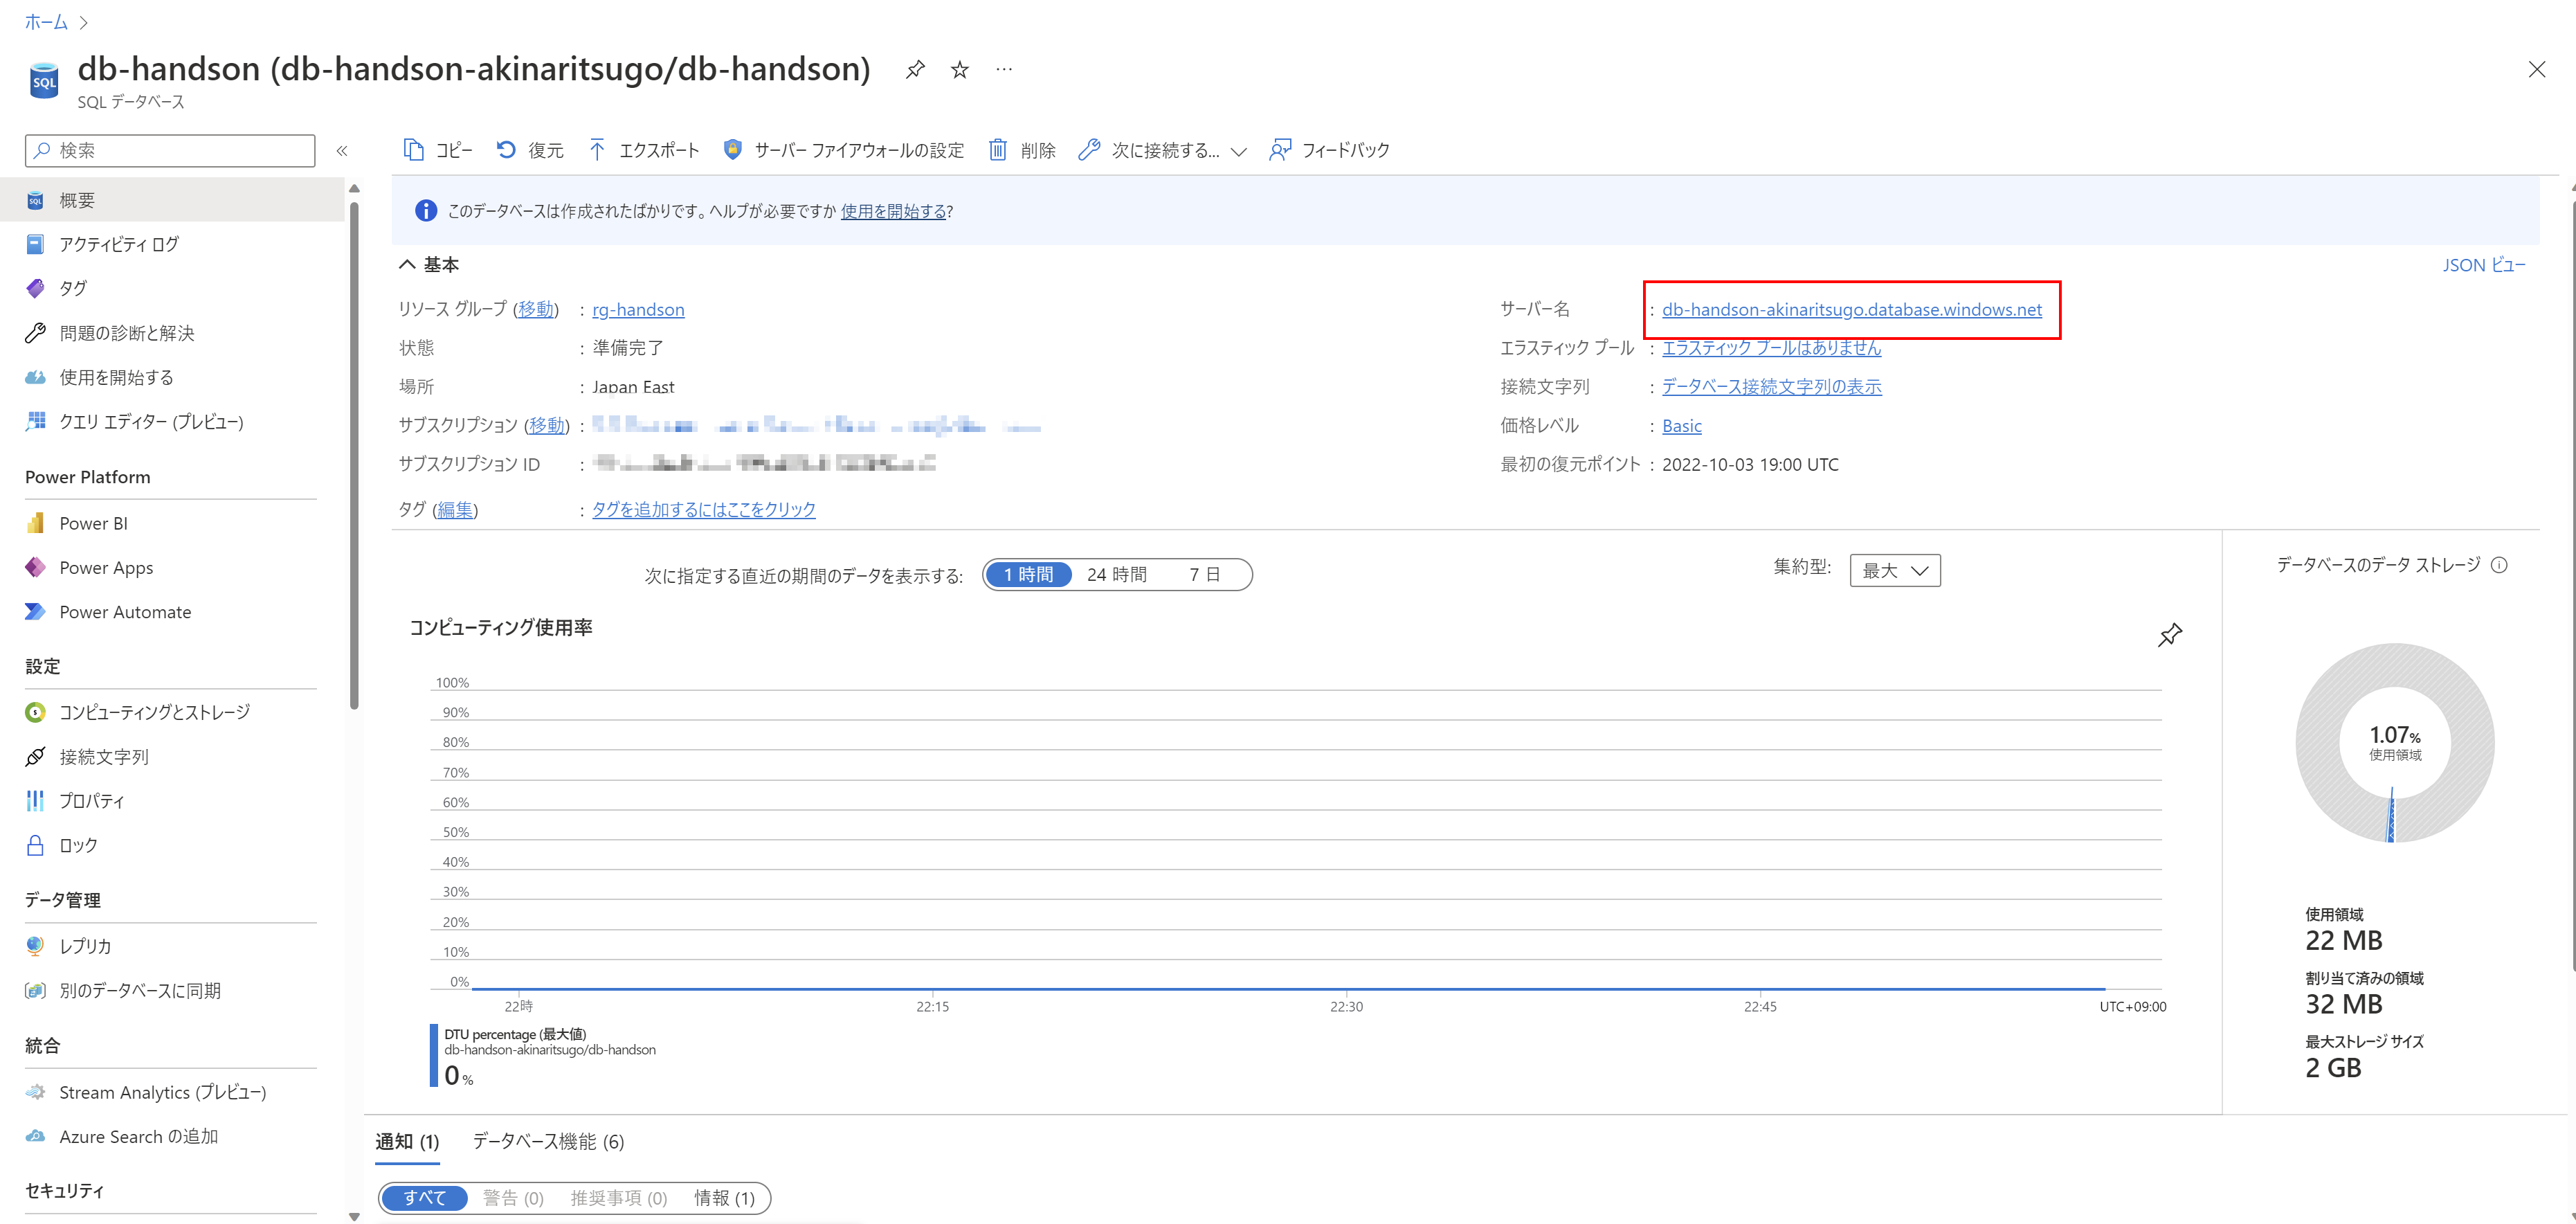 ホーム
db-handson (db-handson-akinaritsugo/db-handson)
SQL データベース
検索
コピー 復元 エクスポート サーバー ファイアウォールの設定 削除 次に接続する... フィードバック
概要
アクティビティ ログ
タグ
問題の診断と解決
使用を開始する
クエリ エディター (プレビュー)
Power Platform
Power BI
Power Apps
Power Automate
設定
コンピューティングとストレージ
接続文字列
プロパティ
ロック
データ管理
レプリカ
別のデータベースに同期
統合
Stream Analytics (プレビュー)
Azure Search の追加
セキュリティ
このデータベースは作成されたばかりです。ヘルプが必要ですか 使用を開始する?
基本
JSON ビュー
リソース グループ (移動) : rg-handson
状態 : 準備完了
場所 : Japan East
サブスクリプション (移動) :
サブスクリプション ID :
タグ (編集) : タグを追加するにはここをクリック
サーバー名 : db-handson-akinaritsugo.database.windows.net
エラスティック プール : エラスティック プールはありません
接続文字列 : データベース接続文字列の表示
価格レベル : Basic
最初の復元ポイント : 2022-10-03 19:00 UTC
次に指定する直近の期間のデータを表示する: 1 時間 24 時間 7 日
集約型: 最大
コンピューティング使用率
100%
90%
80%
70%
60%
50%
40%
30%
20%
10%
0%
22時 22:15 22:30 22:45 UTC+09:00
DTU percentage (最大値)
db-handson-akinaritsugo/db-handson
0 %
データベースのデータ ストレージ
1.07%
使用領域
使用領域
22 MB
割り当て済みの領域
32 MB
最大ストレージ サイズ
2 GB
通知 (1) データベース機能 (6)
すべて 警告 (0) 推奨事項 (0) 情報 (1)